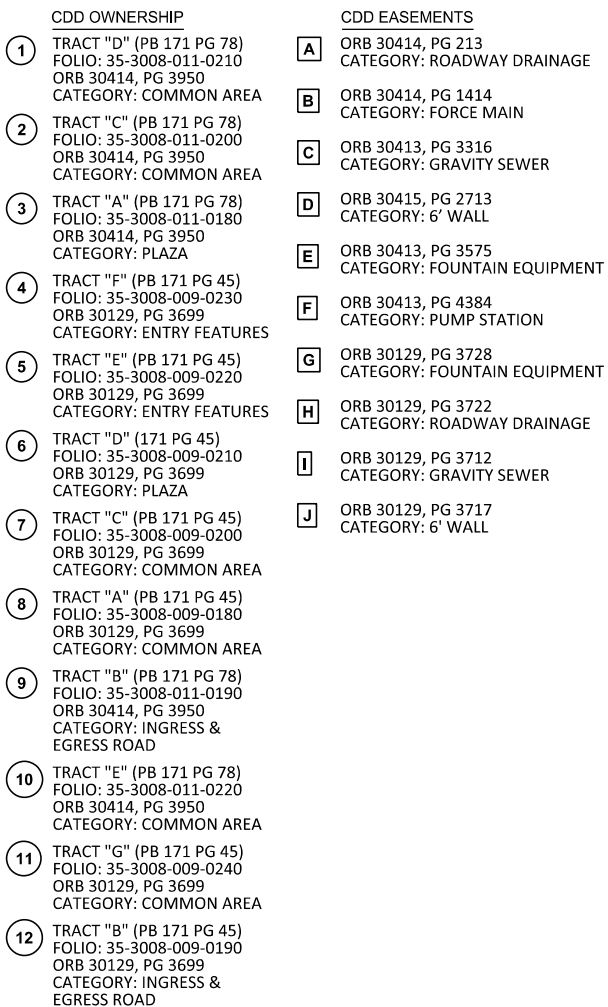 CDD OWNERSHIP
1
TRACT "D" (PB 171 PG 78)
FOLIO: 35-3008-011-0210
ORB 30414, PG 3950
CATEGORY: COMMON AREA
2
TRACT "C" (PB 171 PG 78)
FOLIO: 35-3008-011-0200
ORB 30414, PG 3950
CATEGORY: COMMON AREA
3
TRACT "A" (PB 171 PG 78)
FOLIO: 35-3008-011-0180
ORB 30414, PG 3950
CATEGORY: PLAZA
4
TRACT "F" (PB 171 PG 45)
FOLIO: 35-3008-009-0230
ORB 30129, PG 3699
CATEGORY: ENTRY FEATURES
5
TRACT "E" (PB 171 PG 45)
FOLIO: 35-3008-009-0220
ORB 30129, PG 3699
CATEGORY: ENTRY FEATURES
6
TRACT "D" (171 PG 45)
FOLIO: 35-3008-009-0210
ORB 30129, PG 3699
CATEGORY: PLAZA
7
TRACT "C" (PB 171 PG 45)
FOLIO: 35-3008-009-0200
ORB 30129, PG 3699
CATEGORY: COMMON AREA
8
TRACT "A" (PB 171 PG 45)
FOLIO: 35-3008-009-0180
ORB 30129, PG 3699
CATEGORY: COMMON AREA
9
TRACT "B" (PB 171 PG 78)
FOLIO: 35-3008-011-0190
ORB 30414, PG 3950
CATEGORY: INGRESS &
EGRESS ROAD
10
TRACT "E" (PB 171 PG 78)
FOLIO: 35-3008-011-0220
ORB 30414, PG 3950
CATEGORY: COMMON AREA
11
TRACT "G" (PB 171 PG 45)
FOLIO: 35-3008-009-0240
ORB 30129, PG 3699
CATEGORY: COMMON AREA
12
TRACT "B" (PB 171 PG 45)
FOLIO: 35-3008-009-0190
ORB 30129, PG 3699
CATEGORY: INGRESS &
EGRESS ROAD
CDD EASEMENTS
A
ORB 30414, PG 213
CATEGORY: ROADWAY DRAINAGE
B
ORB 30414, PG 1414
CATEGORY: FORCE MAIN
C
ORB 30413, PG 3316
CATEGORY: GRAVITY SEWER
D
ORB 30415, PG 2713
CATEGORY: 6’ WALL
E
ORB 30413, PG 3575
CATEGORY: FOUNTAIN EQUIPMENT
F
ORB 30413, PG 4384
CATEGORY: PUMP STATION
G
ORB 30129, PG 3728
CATEGORY: FOUNTAIN EQUIPMENT
H
ORB 30129, PG 3722
CATEGORY: ROADWAY DRAINAGE
I
ORB 30129, PG 3712
CATEGORY: GRAVITY SEWER
J
ORB 30129, PG 3717
CATEGORY: 6' WALL